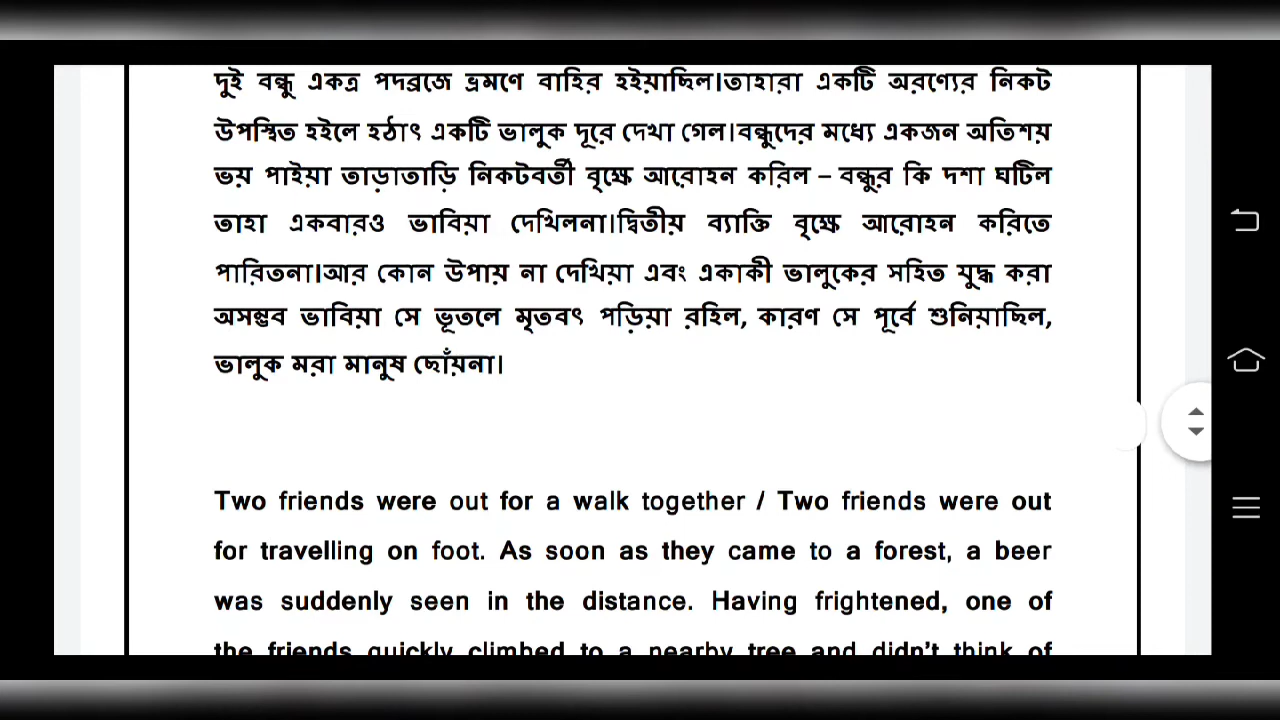 দুই বন্ধু একত্র পদব্রজে ভ্রমণে বাহির হইয়াছিল।তাহারা একটি অরণ্যের নিকট
উপস্থিত হইলে হঠাৎ একটি ভালুক দূরে দেখা গেল।বন্ধুদের মধ্যে একজন অতিশয়
ভয় পাইয়া তাড়াতাড়ি নিকটবর্তী বৃক্ষে আরোহন করিল – বন্ধুর কি দশা ঘটিল
তাহা একবারও ভাবিয়া দেখিলনা।দ্বিতীয় ব্যাক্তি বৃক্ষে আরোহন করিতে
পারিতনা।আর কোন উপায় না দেখিয়া এবং একাকী ভালুকের সহিত যুদ্ধ করা
অসম্ভব ভাবিয়া সে ভূতলে মৃতবৎ পড়িয়া রহিল, কারণ সে পূর্বে শুনিয়াছিল,
ভালুক মরা মানুষ ছোঁয়না।
Two friends were out for a walk together / Two friends were out
for travelling on foot. As soon as they came to a forest, a beer
was suddenly seen in the distance. Having frightened, one of
the friends quickly climbed to a nearby tree and didn't think of